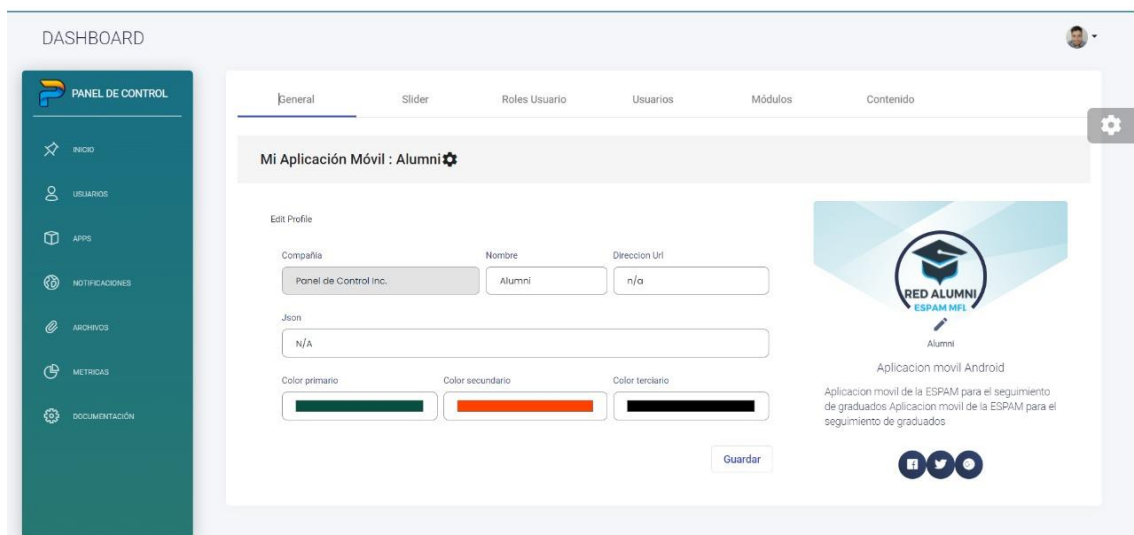 DASHBOARD
PANEL DE CONTROL
INICIO
USUARIOS
APPS
NOTIFICACIONES
ARCHIVOS
METRICAS
DOCUMENTACIÓN
General Slider Roles Usuario Usuarios Módulos Contenido
Mi Aplicación Móvil : Alumni
Edit Profile
Compañia Nombre Direccion Url
Panel de Control Inc. Alumni n/a
Json
N/A
Color primario Color secundario Color terciario
Guardar
RED ALUMNI
ESPAM MFL
Alumni
Aplicacion movil Android
Aplicacion movil de la ESPAM para el seguimiento
de graduados Aplicacion movil de la ESPAM para el
seguimiento de graduados